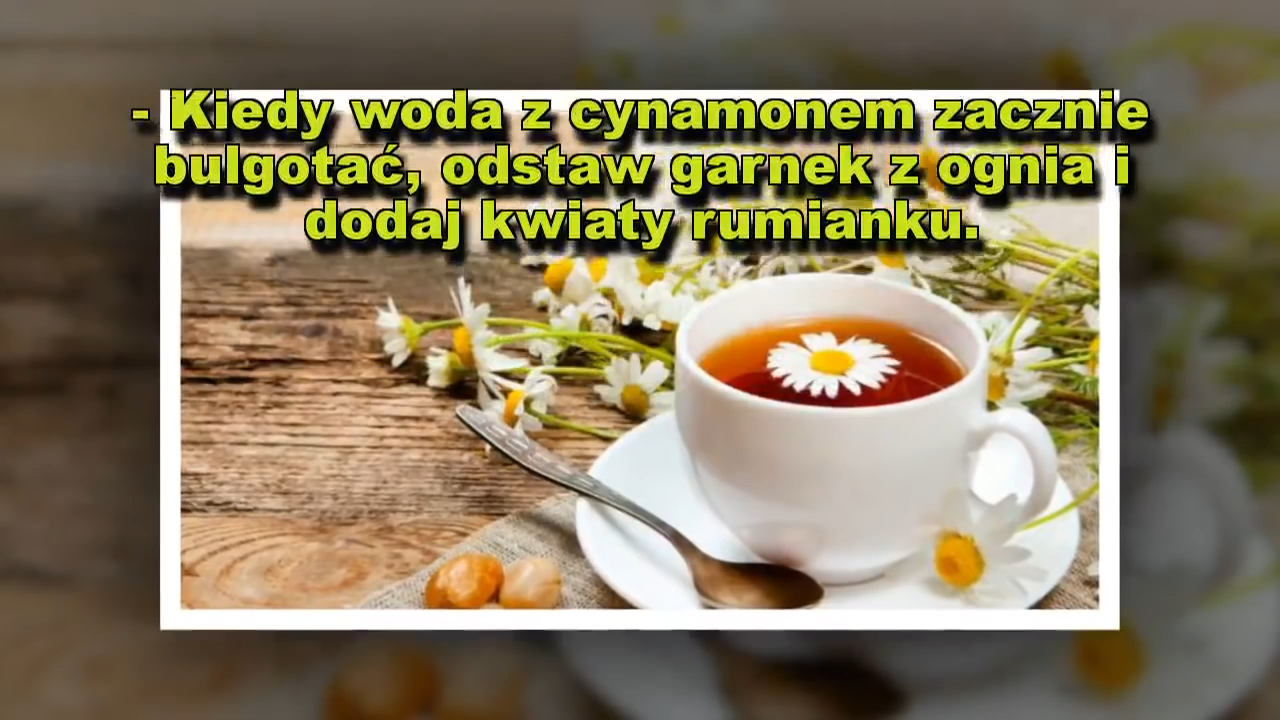 - Kiedy woda z cynamonem zacznie
bulgotać, odstaw garnek z ognia i
dodaj kwiaty rumianku.